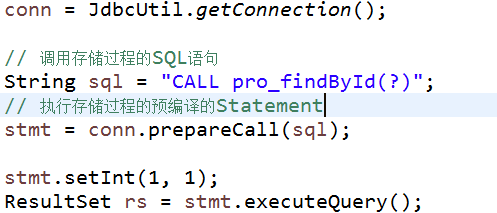 conn = JdbcUtil.getConnection();
// 调用存储过程的SQL语句
String sql = "CALL pro_findById(?)";
// 执行存储过程的预编译的Statement
stmt = conn.prepareCall(sql);
stmt.setInt(1, 1);
ResultSet rs = stmt.executeQuery();